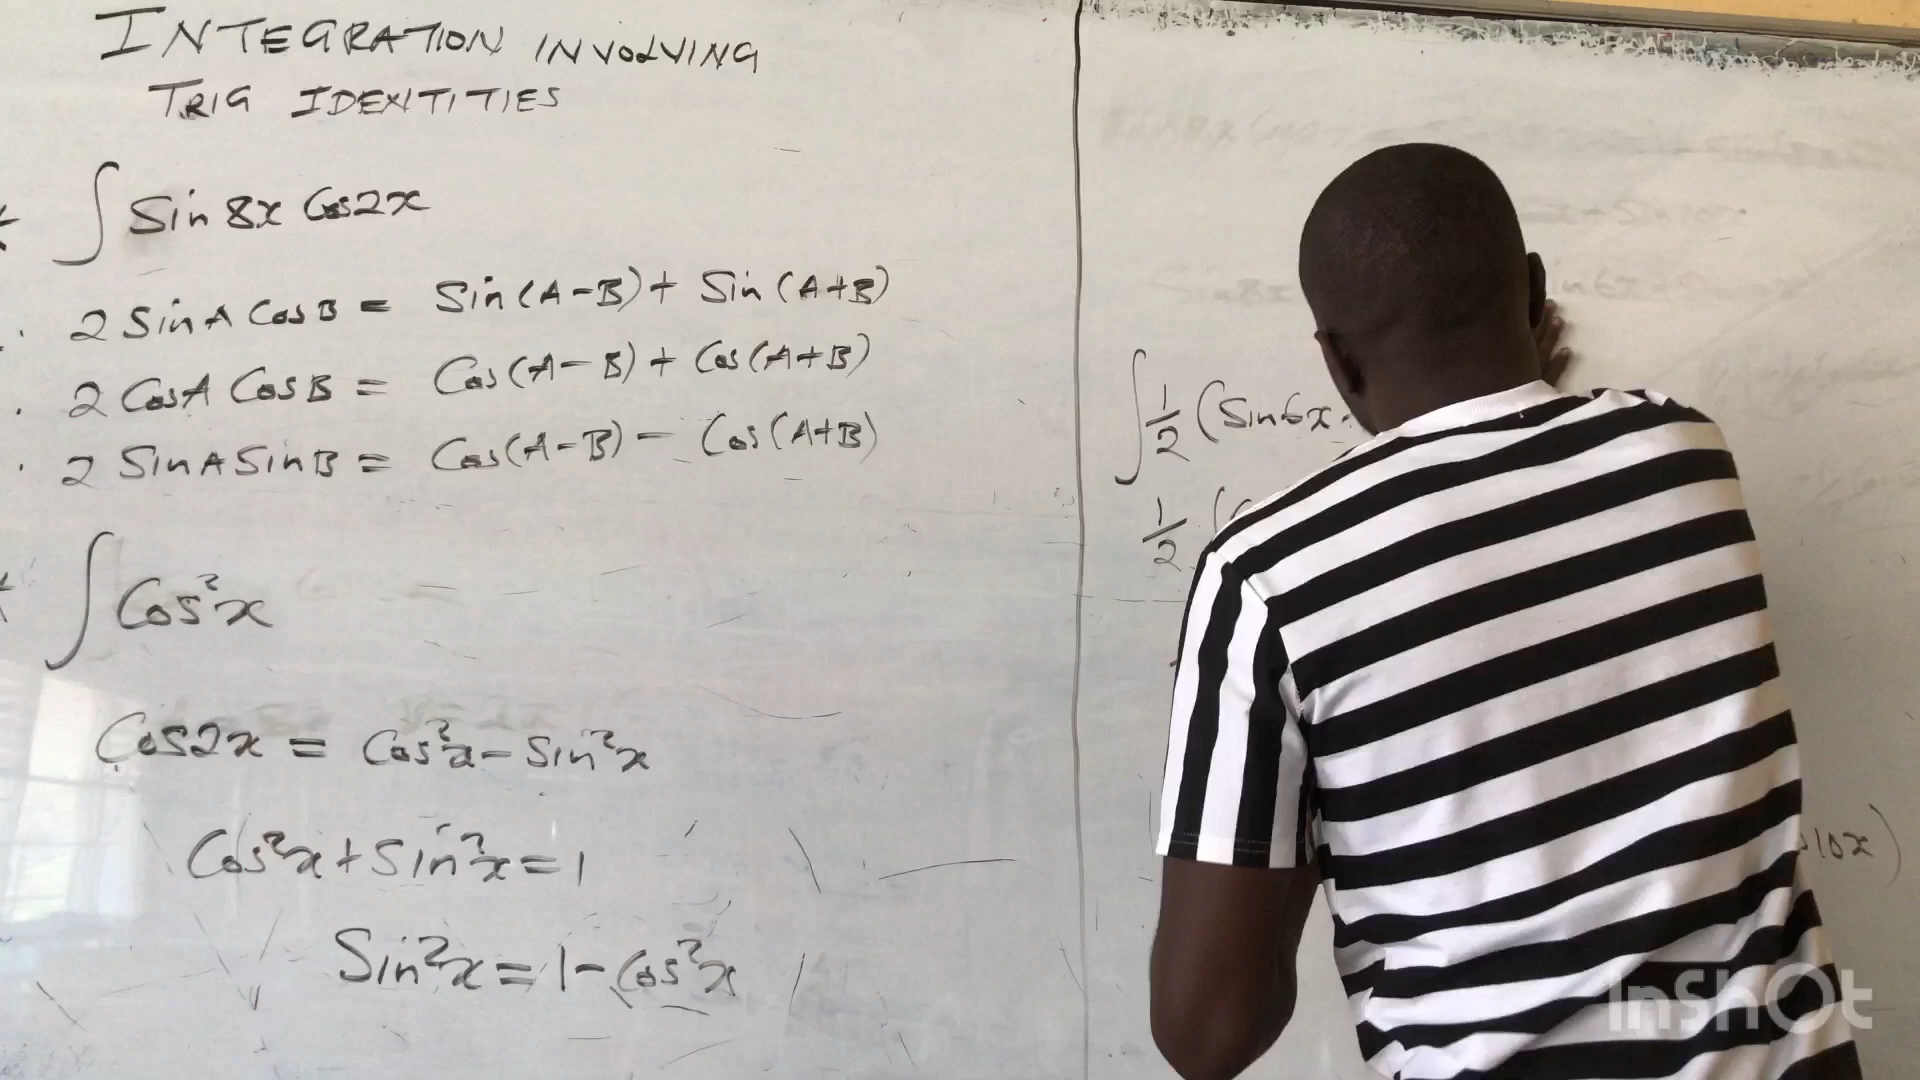 INTEGRATION INVOLVING
TRIG IDENTITIES
∫ Sin 8x Cos2x
2 SinA CosB = Sin(A-B) + Sin(A+B)
2 CosA CosB = Cos(A-B) + Cos(A+B)
2 SinA SinB = Cos(A-B) - Cos(A+B)
∫ Cos²x
Cos2x = Cos²x - Sin²x
Cos²x + Sin²x = 1
Sin²x = 1 - Cos²x
∫ 1/2 (Sin6x
1/2 (
s10x)
InShOt